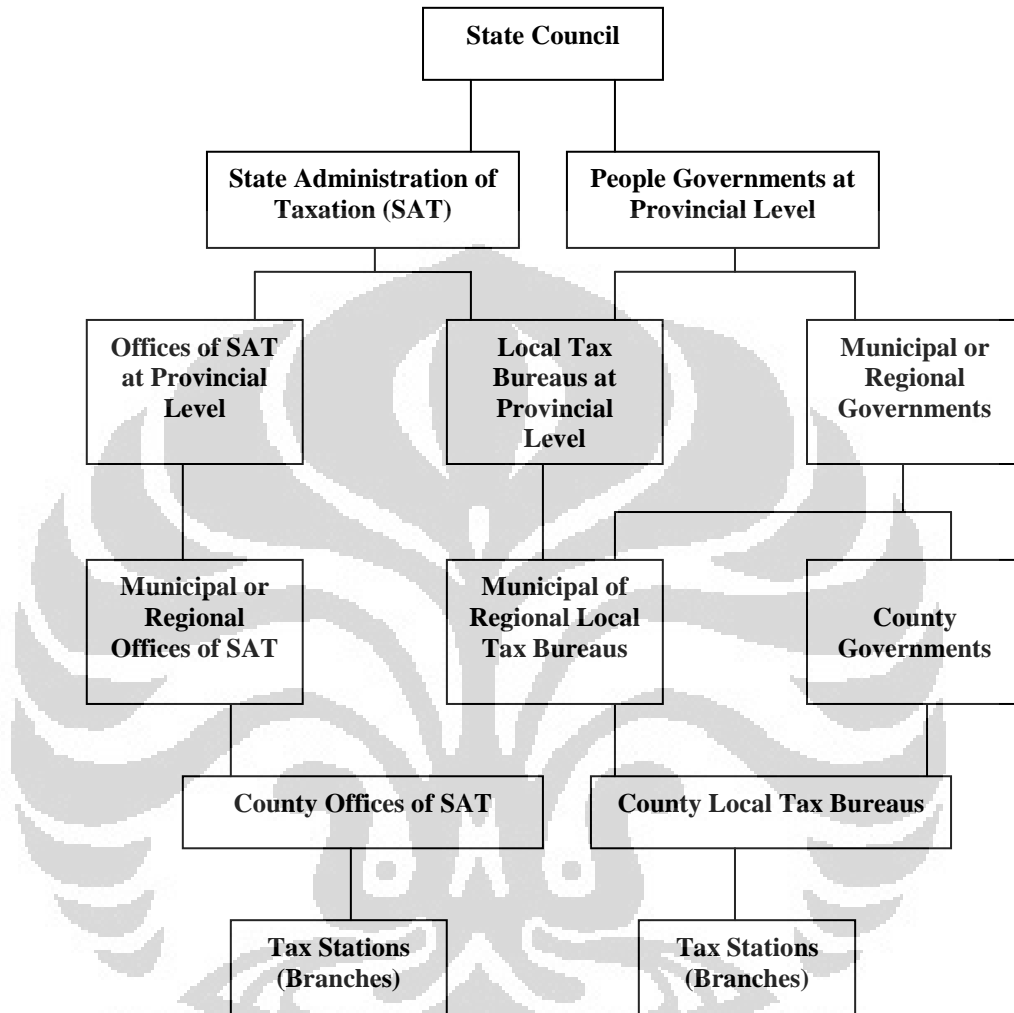 State Council
State Administration of
Taxation (SAT)
People Governments at
Provincial Level
Offices of SAT
at Provincial
Level
Local Tax
Bureaus at
Provincial
Level
Municipal or
Regional
Governments
Municipal or
Regional
Offices of SAT
Municipal of
Regional Local
Tax Bureaus
County
Governments
County Offices of SAT
County Local Tax Bureaus
Tax Stations
(Branches)
Tax Stations
(Branches)